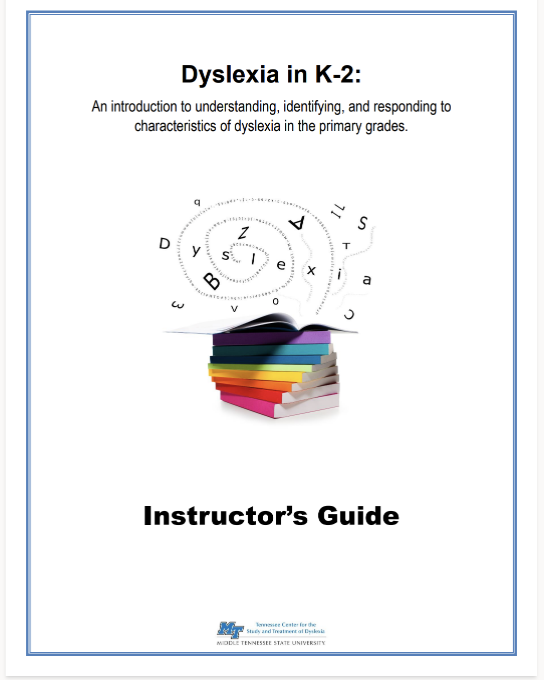 Dyslexia in K-2:
An introduction to understanding, identifying, and responding to
characteristics of dyslexia in the primary grades.
q
Z
A
S
T
D y s l e x i a
B
v
o
Instructor's Guide
MT
Tennessee Center for the
Study and Treatment of Dyslexia
MIDDLE TENNESSEE STATE UNIVERSITY